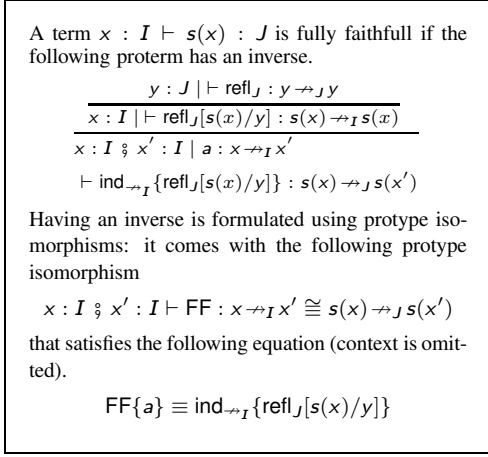 A term x : I ⊢ s(x) : J is fully faithfull if the
following proterm has an inverse.
y : J | ⊢ refl_J : y ⇸_J y
x : I | ⊢ refl_J[s(x)/y] : s(x) ⇸_I s(x)
x : I ⨟ x′ : I | a : x ⇸_I x′
⊢ ind_{⇸_I}{refl_J[s(x)/y]} : s(x) ⇸_J s(x′)
Having an inverse is formulated using protype iso-
morphisms: it comes with the following protype
isomorphism
x : I ⨟ x′ : I ⊢ FF : x ⇸_I x′ ≅ s(x) ⇸_J s(x′)
that satisfies the following equation (context is omit-
ted).
FF{a} ≡ ind_{⇸_I}{refl_J[s(x)/y]}